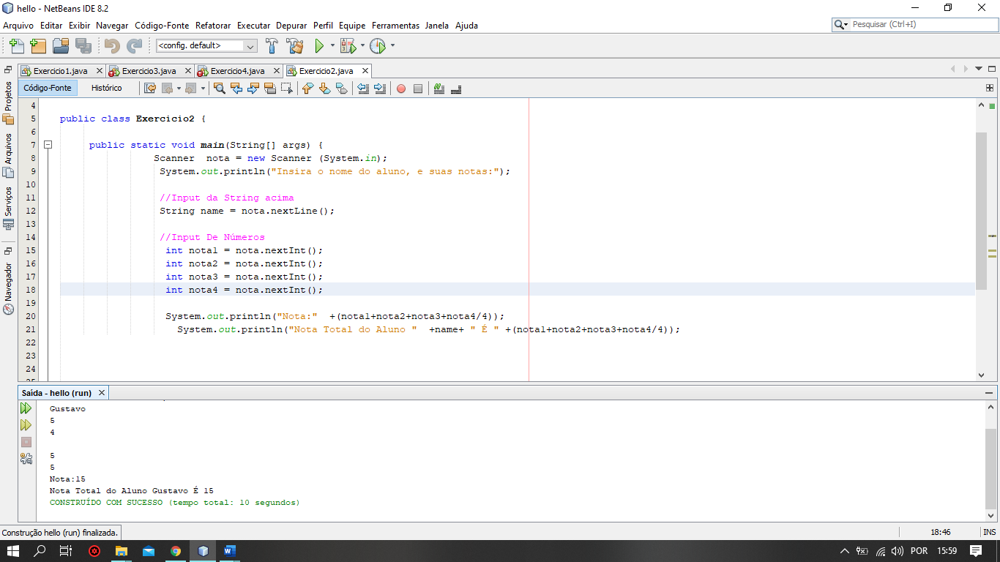 hello - NetBeans IDE 8.2
Arquivo Editar Exibir Navegar Código-Fonte Refatorar Executar Depurar Perfil Equipe Ferramentas Janela Ajuda
Pesquisar (Ctrl+I)
<config. default>
Exercicio1.java Exercicio3.java Exercicio4.java Exercicio2.java
Código-Fonte Histórico
Projetos
Arquivos
Serviços
Navegador
4
5 public class Exercicio2 {
6
7 public static void main(String[] args) {
8 Scanner  nota = new Scanner (System.in);
9 System.out.println("Insira o nome do aluno, e suas notas:");
10
11 //Input da String acima
12 String name = nota.nextLine();
13
14 //Input De Números
15 int nota1 = nota.nextInt();
16 int nota2 = nota.nextInt();
17 int nota3 = nota.nextInt();
18 int nota4 = nota.nextInt();
19
20 System.out.println("Nota:"  +(nota1+nota2+nota3+nota4/4));
21 System.out.println("Nota Total do Aluno "  +name+ " É " +(nota1+nota2+nota3+nota4/4));
22
23
24
Saída - hello (run)
Gustavo
5
4
5
5
Nota:15
Nota Total do Aluno Gustavo É 15
CONSTRUÍDO COM SUCESSO (tempo total: 10 segundos)
Construção hello (run) finalizada.
18:46 INS
POR 15:59